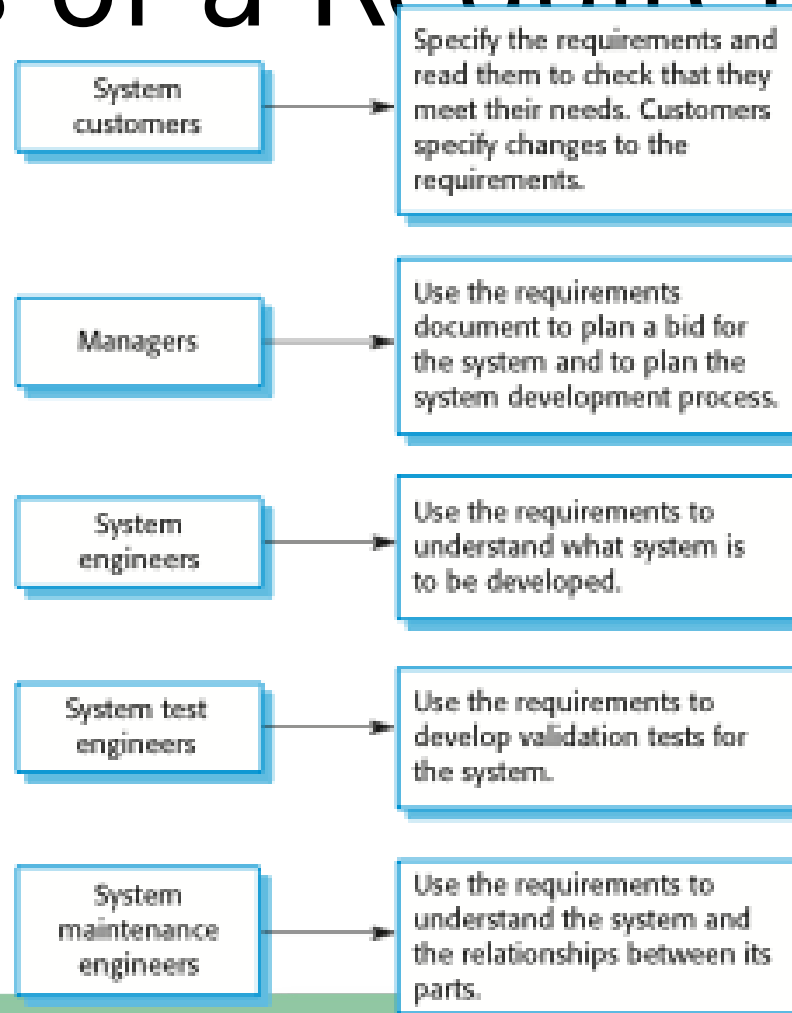 of a
System
customers
Specify the requirements and
read them to check that they
meet their needs. Customers
specify changes to the
requirements.
Managers
Use the requirements
document to plan a bid for
the system and to plan the
system development process.
System
engineers
Use the requirements to
understand what system is
to be developed.
System test
engineers
Use the requirements to
develop validation tests for
the system.
System
maintenance
engineers
Use the requirements to
understand the system and
the relationships between its
parts.